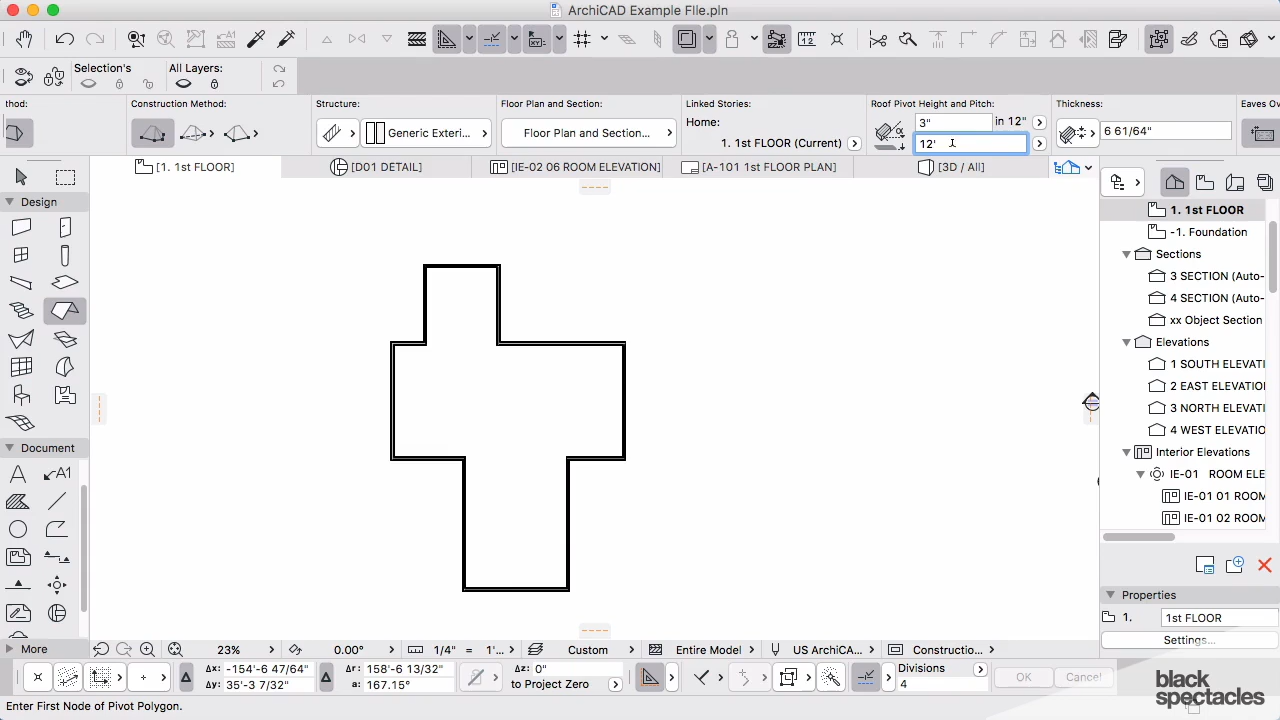 ArchiCAD Example FIle.pln
Selection's
All Layers:
thod:
Construction Method:
Structure:
Generic Exteri...
Floor Plan and Section:
Floor Plan and Section...
Linked Stories:
Home:
1. 1st FLOOR (Current)
Roof Pivot Height and Pitch:
3"
in 12"
12'
Thickness:
6 61/64"
Eaves Ov
[1. 1st FLOOR]
[D01 DETAIL]
[IE-02 06 ROOM ELEVATION]
[A-101 1st FLOOR PLAN]
[3D / All]
Design
Document
A
A1
More
1. 1st FLOOR
-1. Foundation
Sections
3 SECTION (Auto-
4 SECTION (Auto-
xx Object Section
Elevations
1 SOUTH ELEVATI
2 EAST ELEVATIO
3 NORTH ELEVATI
4 WEST ELEVATIO
Interior Elevations
IE-01 ROOM ELE
IE-01 01 ROOM
IE-01 02 ROOM
Properties
1.
1st FLOOR
Settings...
23%
0.00°
1/4" = 1'...
Custom
Entire Model
US ArchiCA...
Constructio...
Δx: -154'-6 47/64"
Δy: 35'-3 7/32"
Δr: 158'-6 13/32"
a: 167.15°
Δz: 0"
to Project Zero
Divisions
4
OK
Cancel
Enter First Node of Pivot Polygon.
black
spectacles